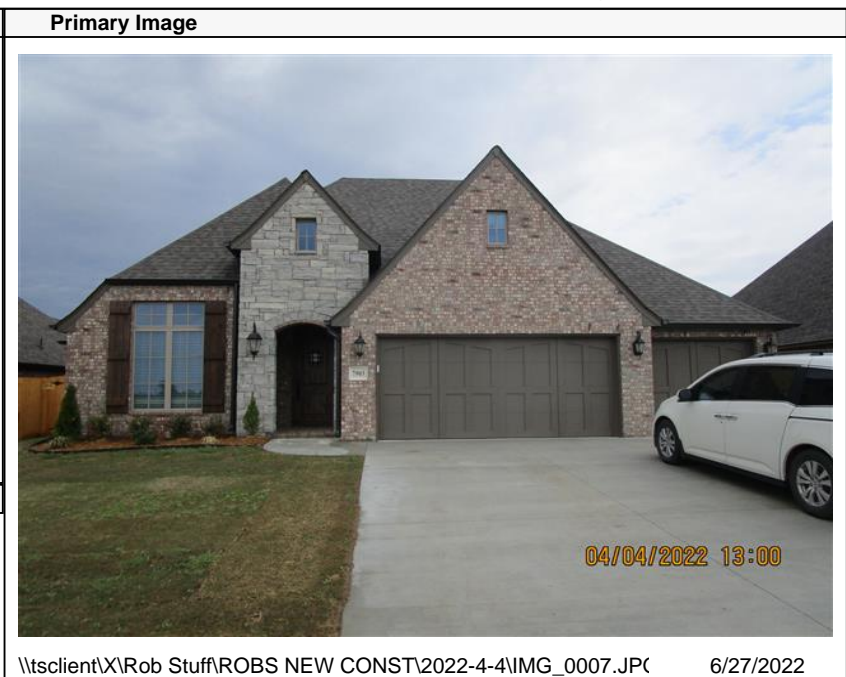 Primary Image
04/04/2022 13:00
\\tsclient\X\Rob Stuff\ROBS NEW CONST\2022-4-4\IMG_0007.JP 6/27/2022